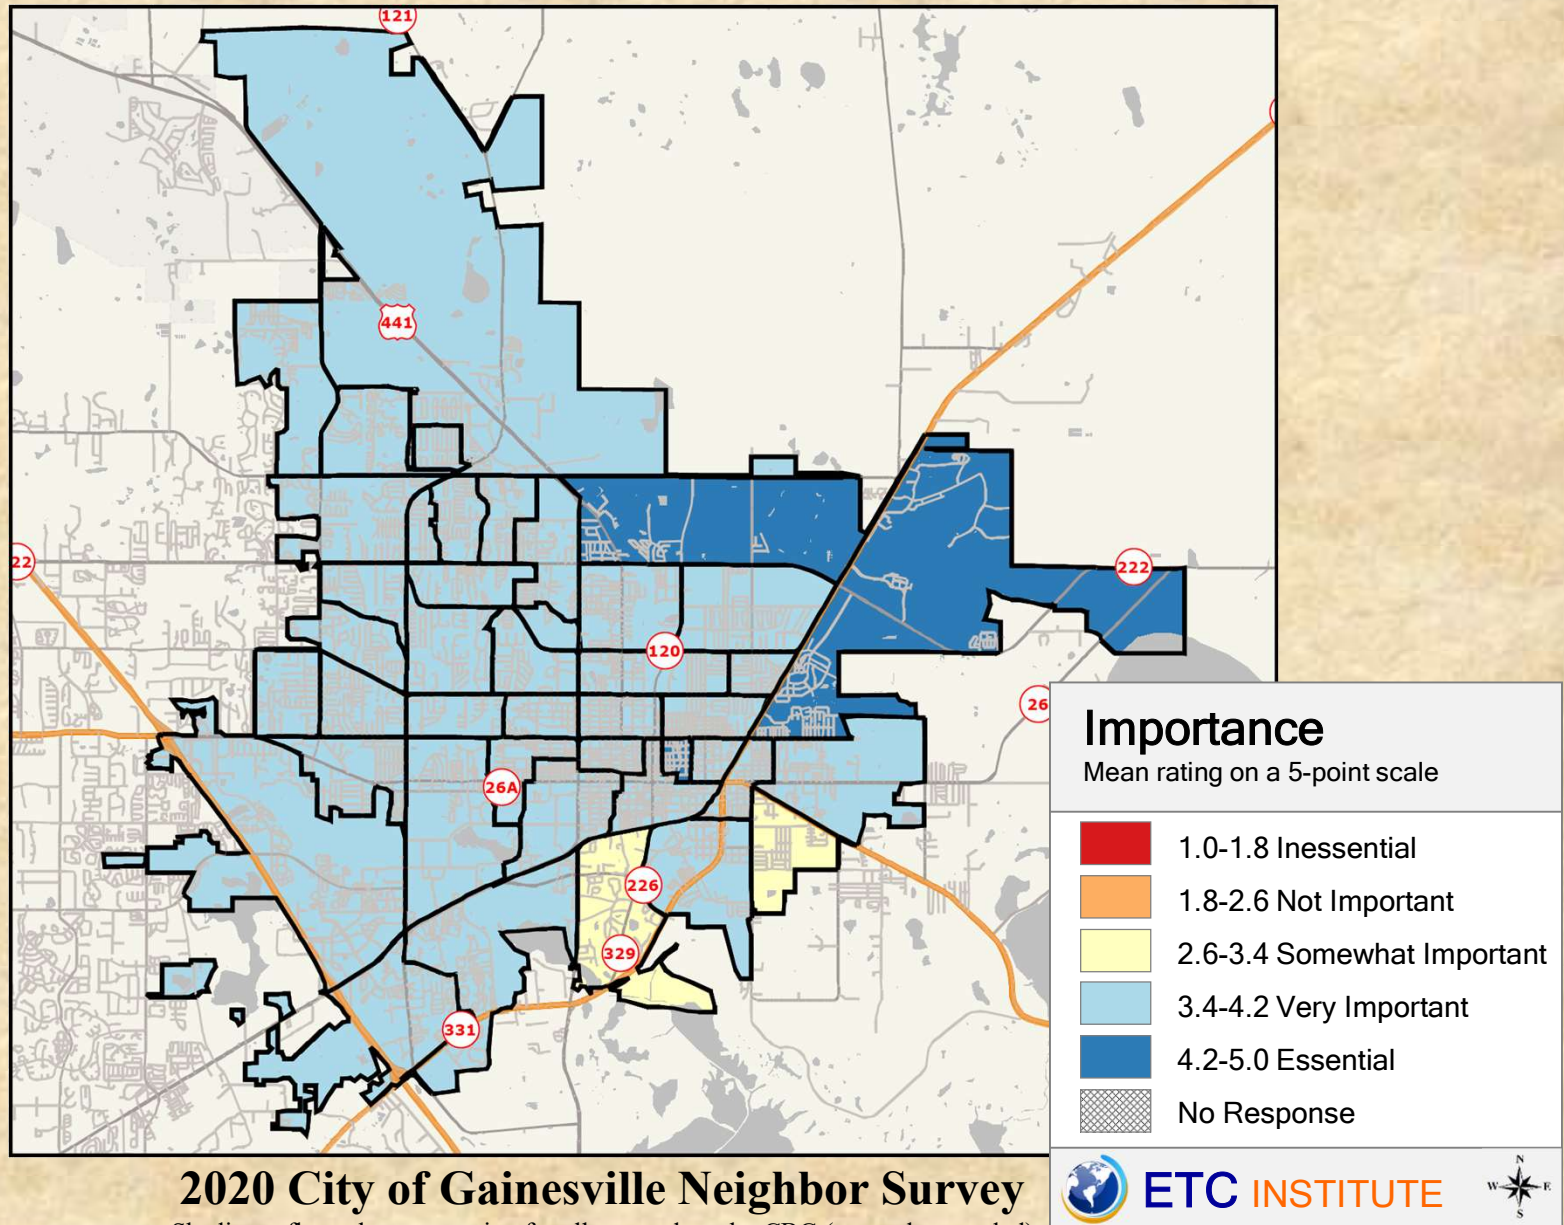 121
441
22
222
120
26
26A
226
329
331
Importance
Mean rating on a 5-point scale
1.0-1.8 Inessential
1.8-2.6 Not Important
2.6-3.4 Somewhat Important
3.4-4.2 Very Important
4.2-5.0 Essential
No Response
ETC INSTITUTE
N
W E
S
2020 City of Gainesville Neighbor Survey